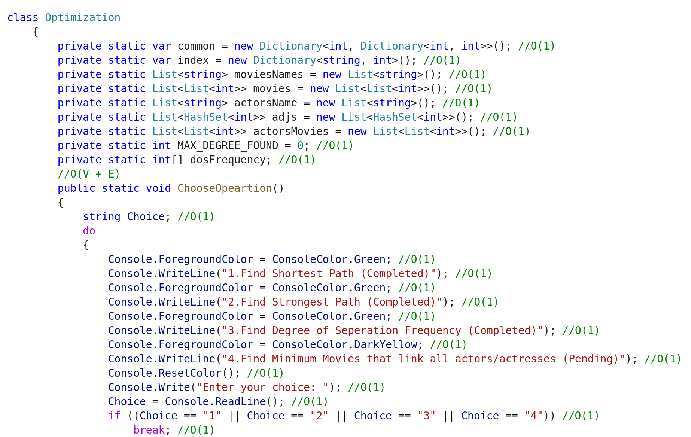 class Optimization
{
private static var common = new Dictionary<int, Dictionary<int, int>>(); //O(1)
private static var index = new Dictionary<string, int>(); //O(1)
private static List<string> moviesNames = new List<string>(); //O(1)
private static List<List<int>> movies = new List<List<int>>(); //O(1)
private static List<string> actorsName = new List<string>(); //O(1)
private static List<HashSet<int>> adjs = new List<HashSet<int>>(); //O(1)
private static List<List<int>> actorsMovies = new List<List<int>>(); //O(1)
private static int MAX_DEGREE_FOUND = 0; //O(1)
private static int[] dosFrequency; //O(1)
//O(V + E)
public static void ChooseOpeartion()
{
string Choice; //O(1)
do
{
Console.ForegroundColor = ConsoleColor.Green; //O(1)
Console.WriteLine("1.Find Shortest Path (Completed)"); //O(1)
Console.ForegroundColor = ConsoleColor.Green; //O(1)
Console.WriteLine("2.Find Strongest Path (Completed)"); //O(1)
Console.ForegroundColor = ConsoleColor.Green; //O(1)
Console.WriteLine("3.Find Degree of Seperation Frequency (Completed)"); //O(1)
Console.ForegroundColor = ConsoleColor.DarkYellow; //O(1)
Console.WriteLine("4.Find Minimum Movies that link all actors/actresses (Pending)"); //O(1)
Console.ResetColor(); //O(1)
Console.Write("Enter your choice: "); //O(1)
Choice = Console.ReadLine(); //O(1)
if ((Choice == "1" || Choice == "2" || Choice == "3" || Choice == "4")) //O(1)
break; //O(1)